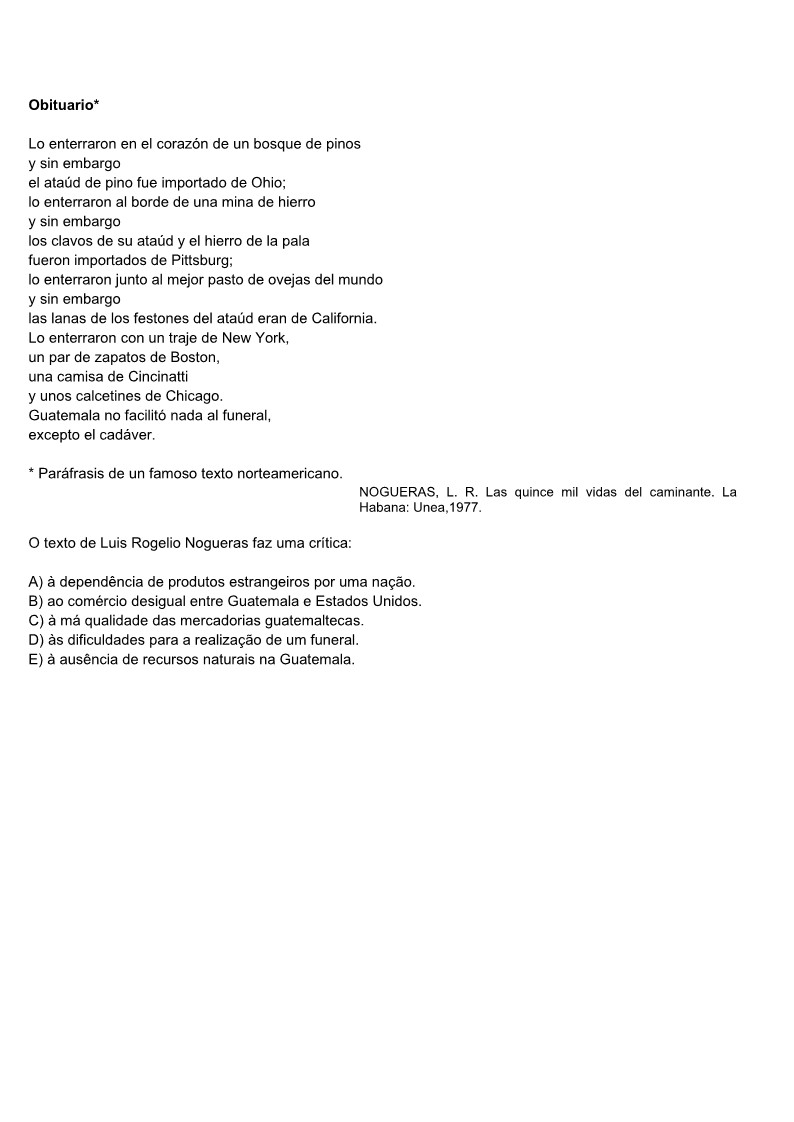 Obituario*
Lo enterraron en el corazón de un bosque de pinos
y sin embargo
el ataúd de pino fue importado de Ohio;
lo enterraron al borde de una mina de hierro
y sin embargo
los clavos de su ataúd y el hierro de la pala
fueron importados de Pittsburg;
lo enterraron junto al mejor pasto de ovejas del mundo
y sin embargo
las lanas de los festones del ataúd eran de California.
Lo enterraron con un traje de New York,
un par de zapatos de Boston,
una camisa de Cincinatti
y unos calcetines de Chicago.
Guatemala no facilitó nada al funeral,
excepto el cadáver.
* Paráfrasis de un famoso texto norteamericano.
NOGUERAS, L. R. Las quince mil vidas del caminante. La
Habana: Unea,1977.
O texto de Luis Rogelio Nogueras faz uma crítica:
A) à dependência de produtos estrangeiros por uma nação.
B) ao comércio desigual entre Guatemala e Estados Unidos.
C) à má qualidade das mercadorias guatemaltecas.
D) às dificuldades para a realização de um funeral.
E) à ausência de recursos naturais na Guatemala.